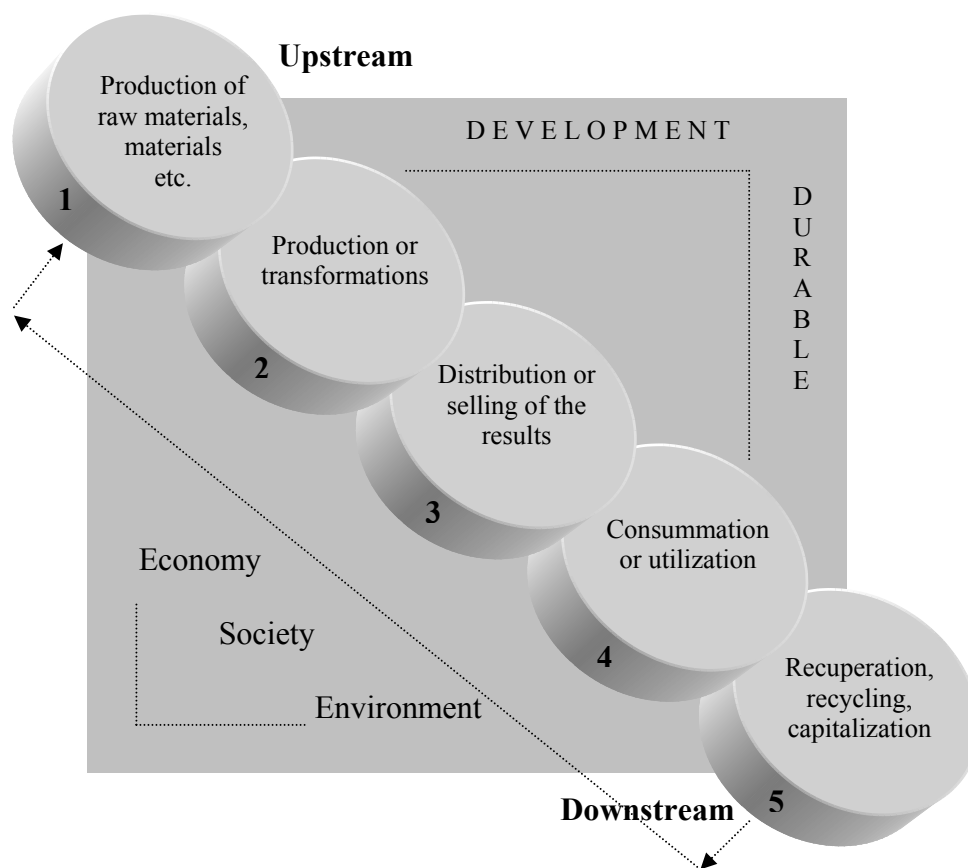 Upstream
Production of
raw materials,
materials
etc.
1
D E V E L O P M E N T
D U R A B L E
Production or
transformations
2
Distribution or
selling of the
results
3
Consummation
or utilization
4
Economy
Society
Environment
Recuperation,
recycling,
capitalization
5
Downstream